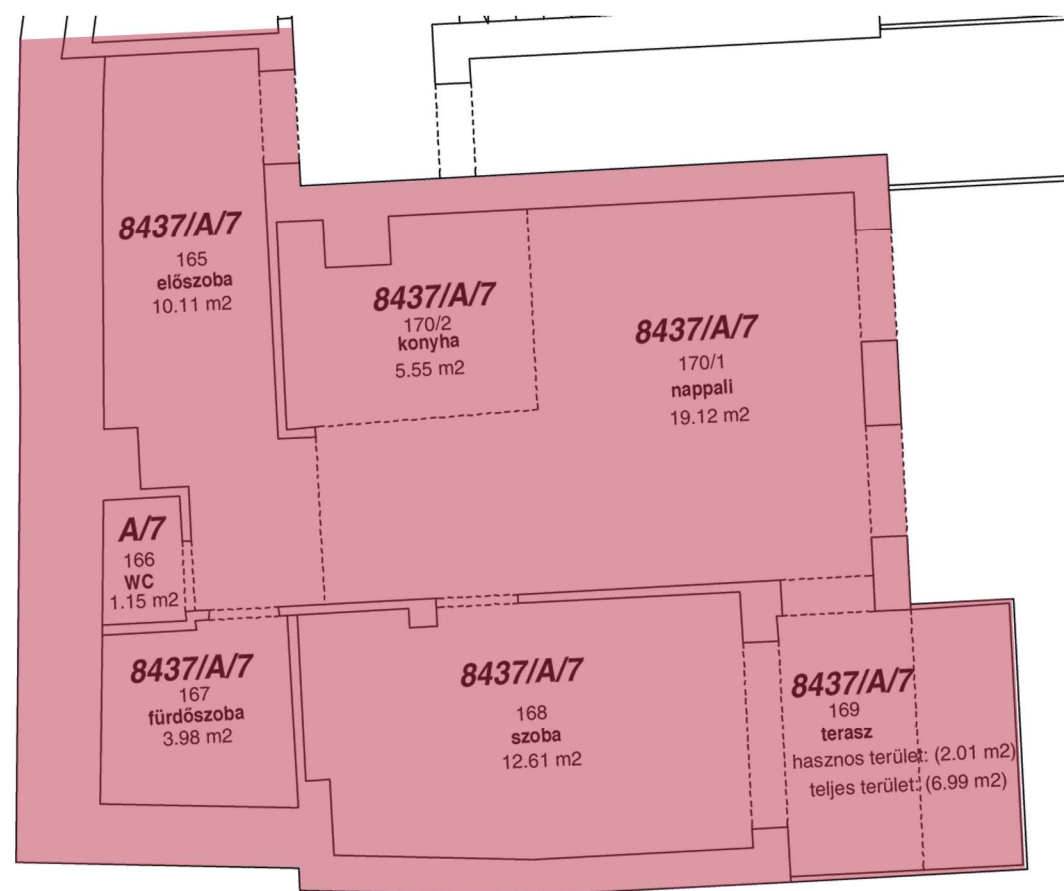 8437/A/7
165
előszoba
10.11 m2
8437/A/7
170/2
konyha
5.55 m2
8437/A/7
170/1
nappali
19.12 m2
A/7
166
WC
1.15 m2
8437/A/7
167
fürdőszoba
3.98 m2
8437/A/7
168
szoba
12.61 m2
8437/A/7
169
terasz
hasznos terület: (2.01 m2)
teljes terület: (6.99 m2)